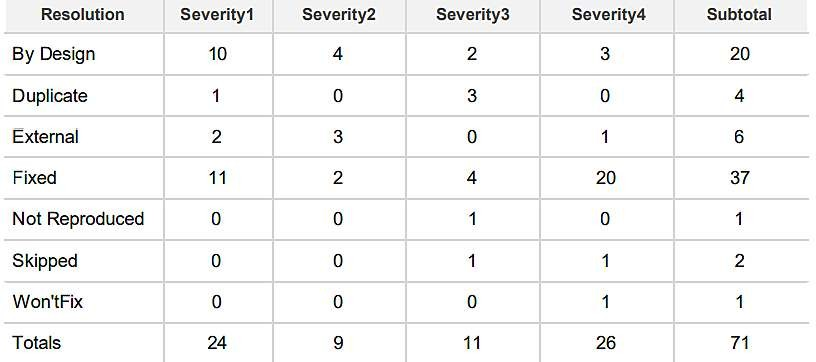 Resolution Severity1 Severity2 Severity3 Severity4 Subtotal
By Design 10 4 2 3 20
Duplicate 1 0 3 0 4
External 2 3 0 1 6
Fixed 11 2 4 20 37
Not Reproduced 0 0 1 0 1
Skipped 0 0 1 1 2
Won'tFix 0 0 0 1 1
Totals 24 9 11 26 71